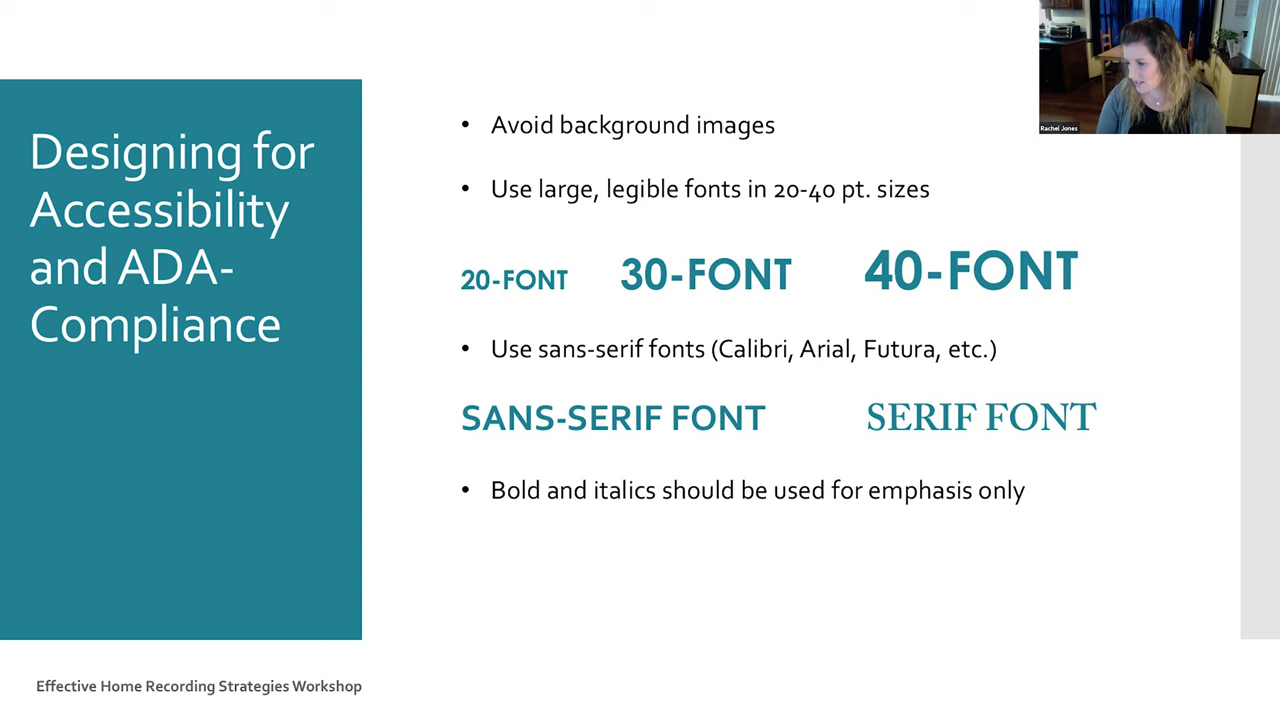 Designing for
Accessibility
and ADA-
Compliance
• Avoid background images
• Use large, legible fonts in 20-40 pt. sizes
20-FONT 30-FONT 40-FONT
• Use sans-serif fonts (Calibri, Arial, Futura, etc.)
SANS-SERIF FONT SERIF FONT
• Bold and italics should be used for emphasis only
Rachel Jones
Effective Home Recording Strategies Workshop